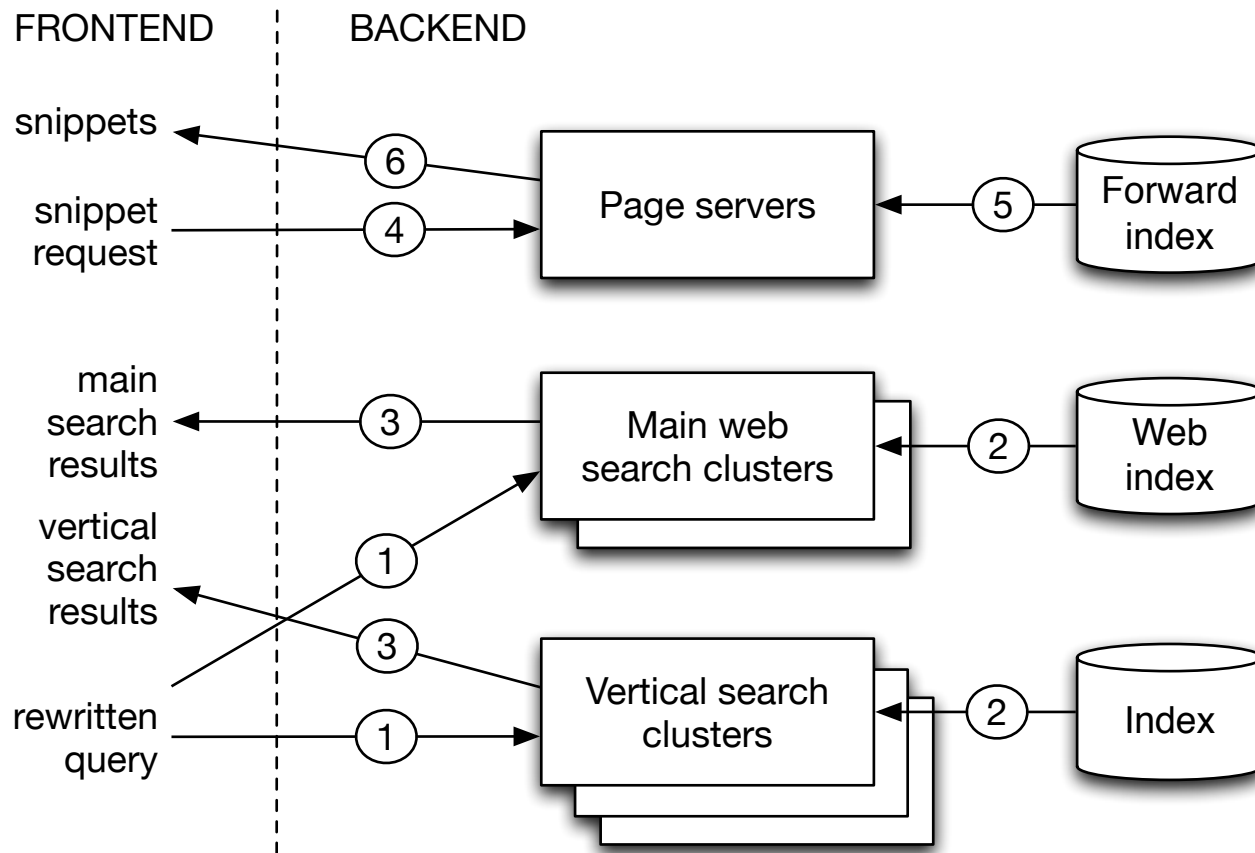 FRONTEND
BACKEND
snippets
6
Page servers
5
Forward
index
snippet
request
4
main
search
results
3
Main web
search clusters
2
Web
index
vertical
search
results
1
3
rewritten
query
1
Vertical search
clusters
2
Index